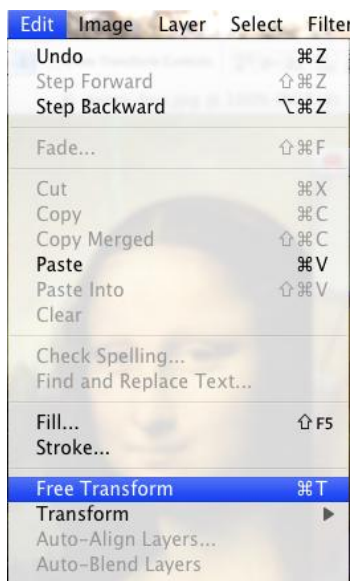 Edit Image Layer Select Filter
Undo ⌘Z
Step Forward ⇧⌘Z
Step Backward ⌥⌘Z
Fade... ⇧⌘F
Cut ⌘X
Copy ⌘C
Copy Merged ⇧⌘C
Paste ⌘V
Paste Into ⇧⌘V
Clear
Check Spelling...
Find and Replace Text...
Fill... ⇧F5
Stroke...
Free Transform ⌘T
Transform ▶
Auto-Align Layers...
Auto-Blend Layers